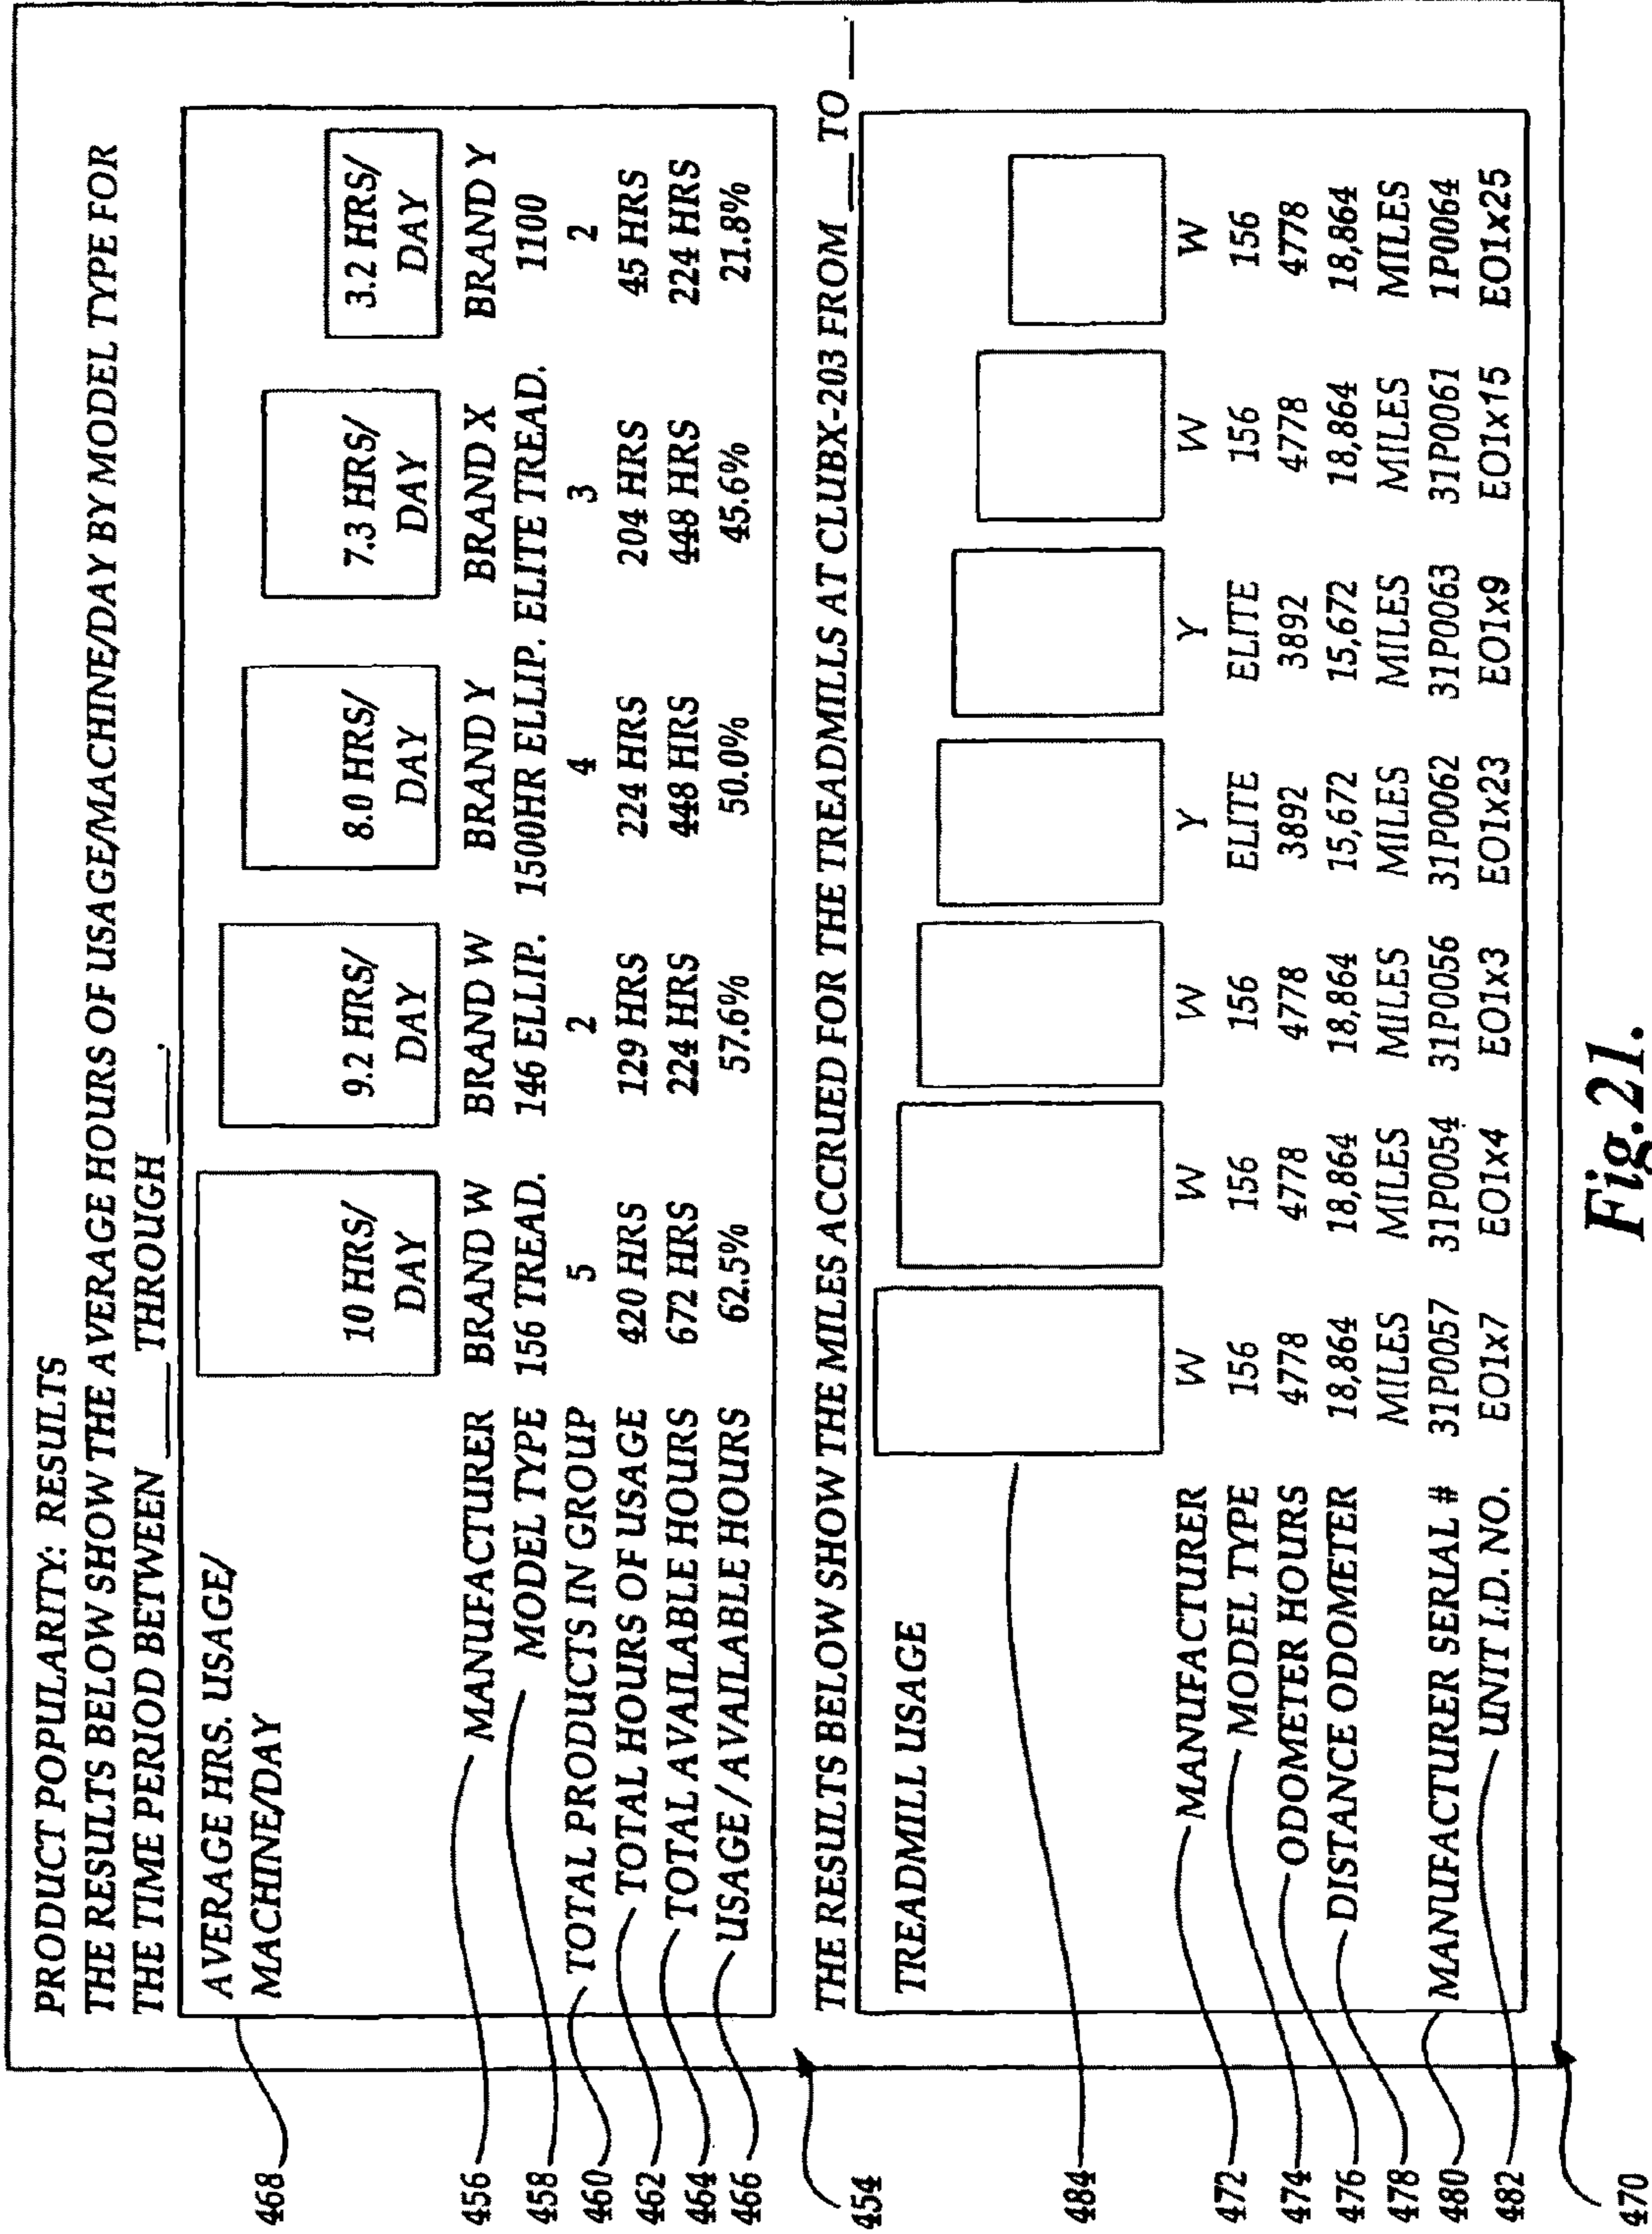 PRODUCT POPULARITY: RESULTS
THE RESULTS BELOW SHOW THE AVERAGE HOURS OF USAGE/MACHINE/DAY BY MODEL TYPE FOR
THE TIME PERIOD BETWEEN ____ THROUGH ____.
468
AVERAGE HRS. USAGE/
MACHINE/DAY
10 HRS/ 9.2 HRS/ 8.0 HRS/ 7.3 HRS/ 3.2 HRS/
DAY DAY DAY DAY DAY
456 MANUFACTURER BRAND W BRAND W BRAND Y BRAND X BRAND Y
458 MODEL TYPE 156 TREAD. 146 ELLIP. 1500HR ELLIP. ELITE TREAD. 1100
460 TOTAL PRODUCTS IN GROUP 5 2 4 3 2
462 TOTAL HOURS OF USAGE 420 HRS 129 HRS 224 HRS 204 HRS 45 HRS
464 TOTAL AVAILABLE HOURS 672 HRS 224 HRS 448 HRS 448 HRS 224 HRS
466 USAGE / AVAILABLE HOURS 62.5% 57.6% 50.0% 45.6% 21.8%
454
THE RESULTS BELOW SHOW THE MILES ACCRUED FOR THE TREADMILLS AT CLUBX-203 FROM ___ TO ___
TREADMILL USAGE
484
472 MANUFACTURER W W W Y Y W W
474 MODEL TYPE 156 156 156 ELITE ELITE 156 156
476 ODOMETER HOURS 4778 4778 4778 3892 3892 4778 4778
478 DISTANCE ODOMETER 18,864 18,864 18,864 15,672 15,672 18,864 18,864
MILES MILES MILES MILES MILES MILES MILES
480 MANUFACTURER SERIAL # 31P0057 31P0054 31P0056 31P0062 31P0063 31P0061 1P0064
482 UNIT I.D. NO. EO1x7 EO1x4 EO1x3 EO1x23 EO1x9 EO1x15 EO1x25
470
Fig.21.